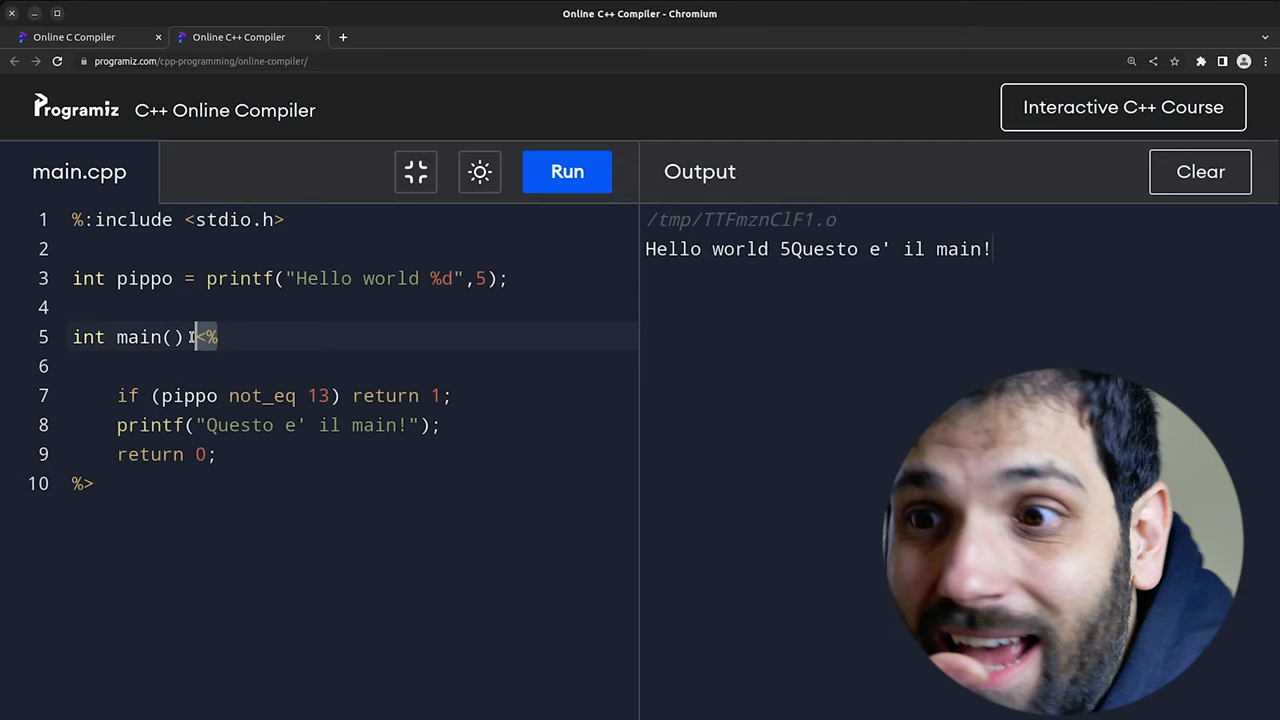 Online C++ Compiler - Chromium
Online C Compiler
Online C++ Compiler
programiz.com/cpp-programming/online-compiler/
Programiz C++ Online Compiler
Interactive C++ Course
main.cpp
Run
Output
Clear
1 %:include <stdio.h>
2
3 int pippo = printf("Hello world %d",5);
4
5 int main() <%
6
7 if (pippo not_eq 13) return 1;
8 printf("Questo e' il main!");
9 return 0;
10 %>
/tmp/TTFmznClF1.o
Hello world 5Questo e' il main!